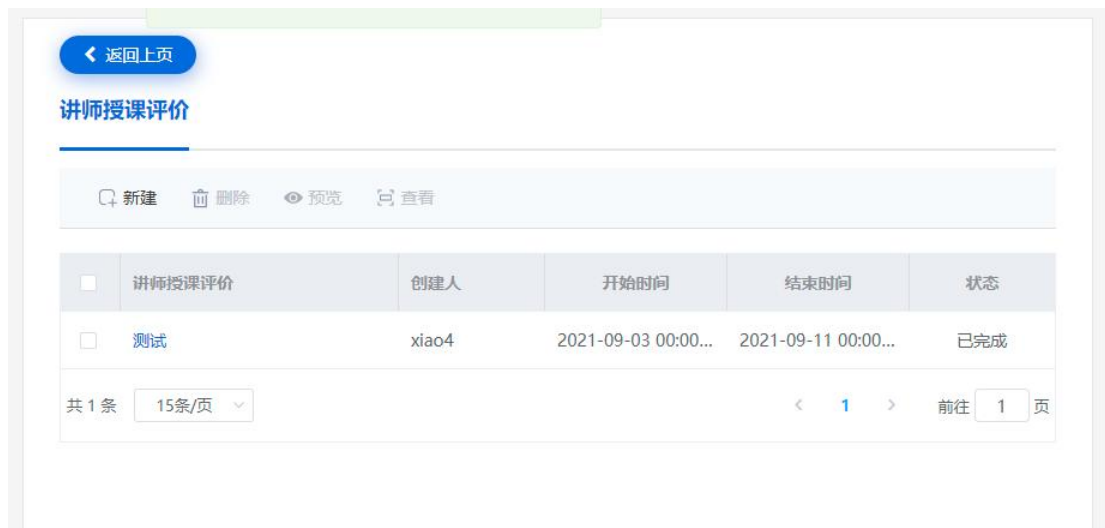 返回上页
讲师授课评价
新建 删除 预览 查看
讲师授课评价 创建人 开始时间 结束时间 状态
测试 xiao4 2021-09-03 00:00... 2021-09-11 00:00... 已完成
共 1 条 15条/页 1 前往 1 页